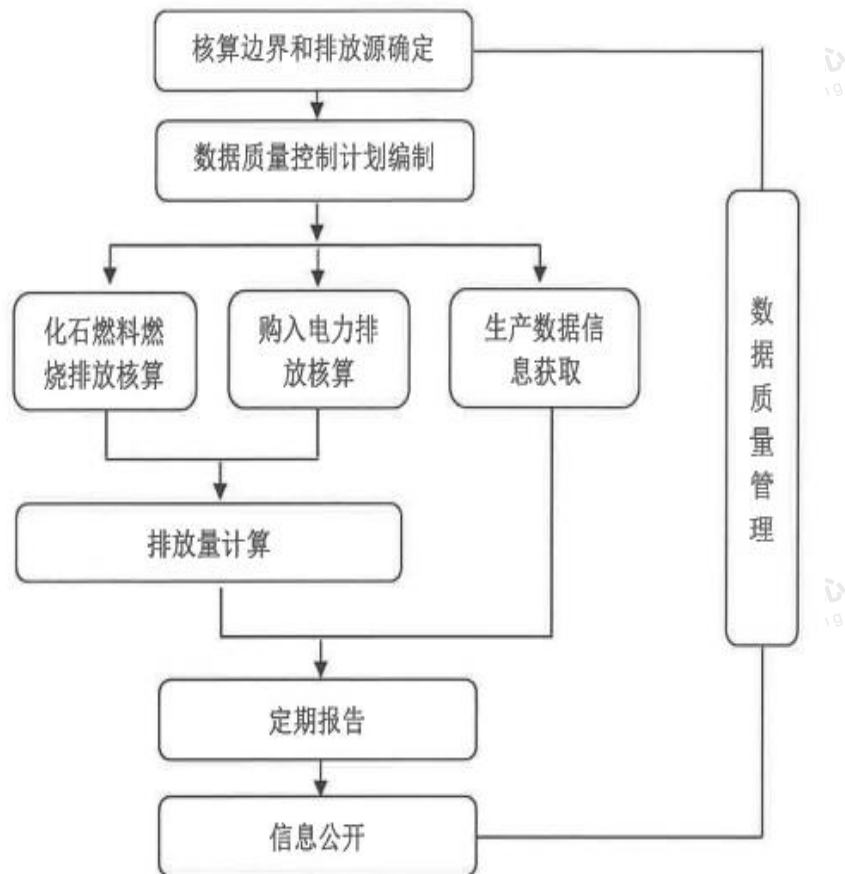 核算边界和排放源确定
数据质量控制计划编制
化石燃料燃
烧排放核算
购入电力排
放核算
生产数据信
息获取
数
据
质
量
管
理
排放量计算
定期报告
信息公开